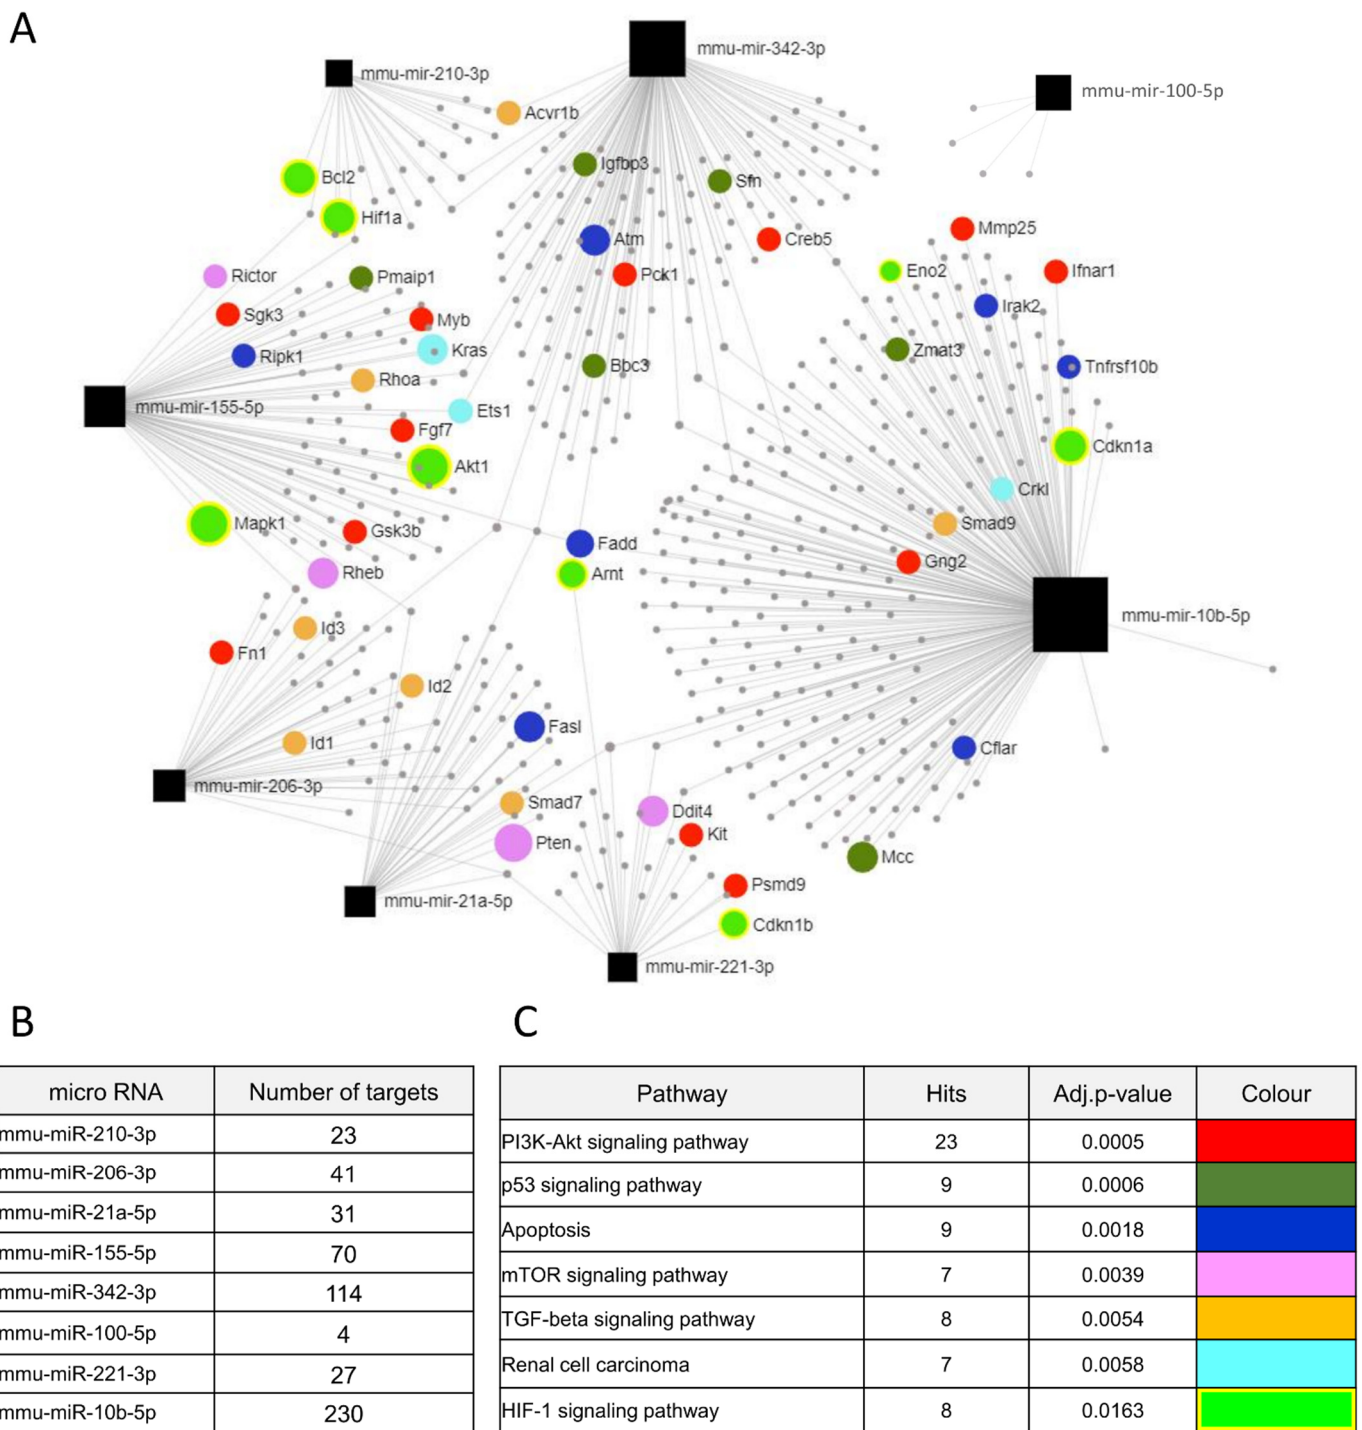 A
mmu-mir-342-3p
mmu-mir-210-3p
mmu-mir-100-5p
Acvr1b
Igfbp3
Bcl2
Sfn
Hif1a
Mmp25
Atm
Creb5
Rictor
Pmaip1
Pck1
Eno2
Ifnar1
Irak2
Sgk3
Myb
Ripk1
Kras
Zmat3
Bbc3
Tnfrsf10b
Rhoa
mmu-mir-155-5p
Ets1
Fgf7
Cdkn1a
Akt1
Crkl
Mapk1
Gsk3b
Smad9
Fadd
Gng2
Rheb
Arnt
mmu-mir-10b-5p
Id3
Fn1
Id2
Fasl
Id1
Cflar
mmu-mir-206-3p
Smad7
Ddit4
Kit
Pten
Mcc
Psmd9
mmu-mir-21a-5p
Cdkn1b
mmu-mir-221-3p
B
micro RNA Number of targets
mmu-miR-210-3p 23
mmu-miR-206-3p 41
mmu-miR-21a-5p 31
mmu-miR-155-5p 70
mmu-miR-342-3p 114
mmu-miR-100-5p 4
mmu-miR-221-3p 27
mmu-miR-10b-5p 230
C
Pathway Hits Adj.p-value Colour
PI3K-Akt signaling pathway 23 0.0005
p53 signaling pathway 9 0.0006
Apoptosis 9 0.0018
mTOR signaling pathway 7 0.0039
TGF-beta signaling pathway 8 0.0054
Renal cell carcinoma 7 0.0058
HIF-1 signaling pathway 8 0.0163